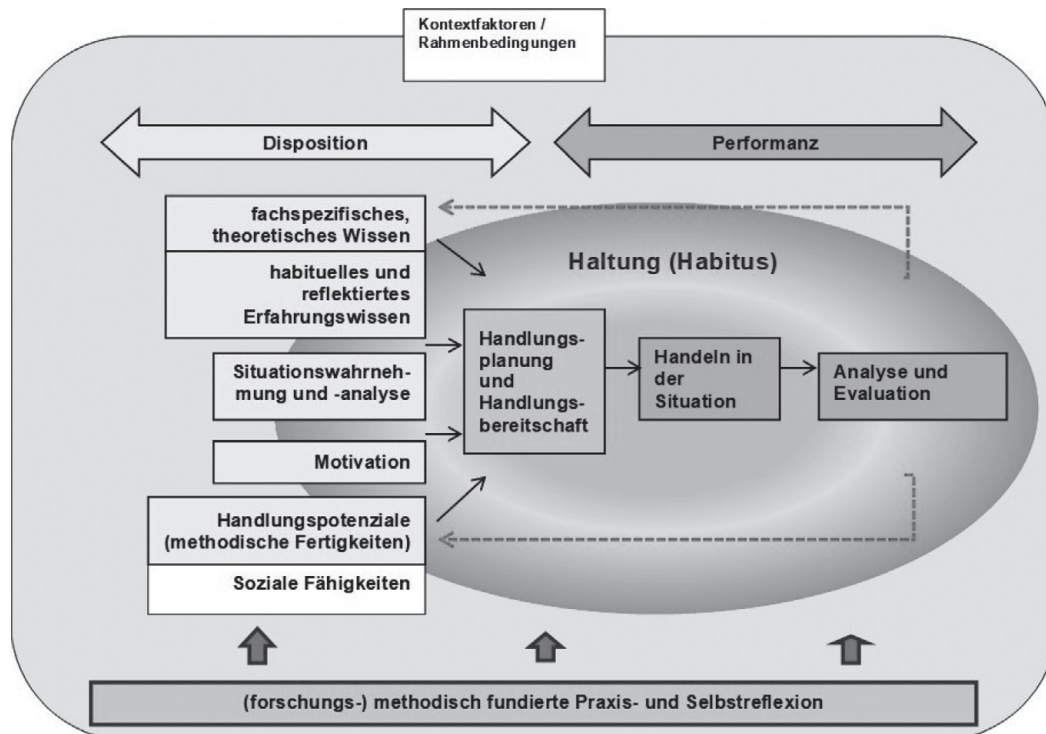 Kontextfaktoren /
Rahmenbedingungen
Disposition
Performanz
fachspezifisches,
theoretisches Wissen
habituelles und
reflektiertes
Erfahrungswissen
Situationswahrneh-
mung und -analyse
Motivation
Handlungspotenziale
(methodische Fertigkeiten)
Soziale Fähigkeiten
Haltung (Habitus)
Handlungs-
planung
und
Handlungs-
bereitschaft
Handeln in
der
Situation
Analyse und
Evaluation
(forschungs-) methodisch fundierte Praxis- und Selbstreflexion